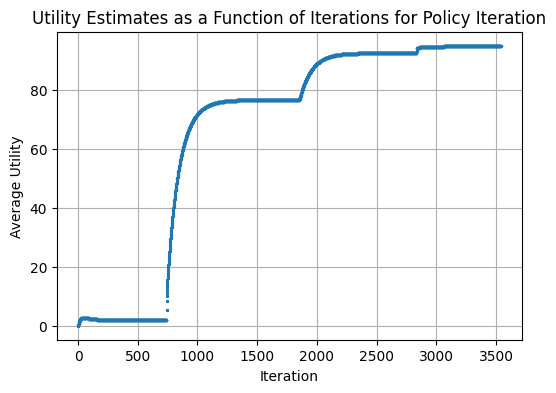 Utility Estimates as a Function of Iterations for Policy Iteration
Average Utility
80
60
40
20
0
0 500 1000 1500 2000 2500 3000 3500
Iteration